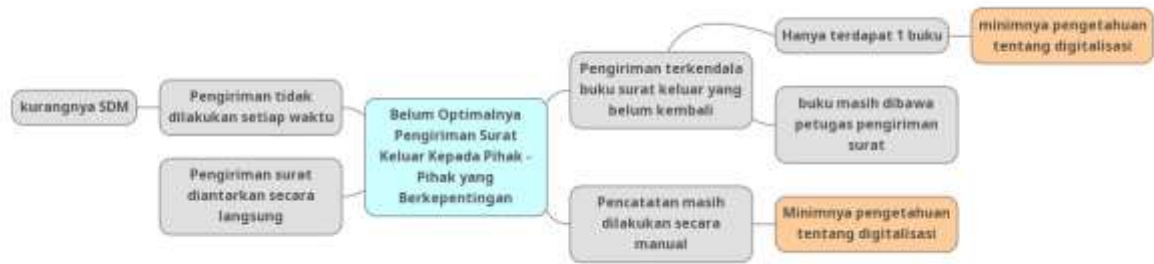 kurangnya SDM
Pengiriman tidak
dilakukan setiap waktu
Pengiriman surat
diantarkan secara
langsung
Belum Optimalnya
Pengiriman Surat
Keluar Kepada Pihak -
Pihak yang
Berkepentingan
Pengiriman terkendala
buku surat keluar yang
belum kembali
Hanya terdapat 1 buku
minimnya pengetahuan
tentang digitalisasi
buku masih dibawa
petugas pengiriman
surat
Pencatatan masih
dilakukan secara
manual
Minimnya pengetahuan
tentang digitalisasi